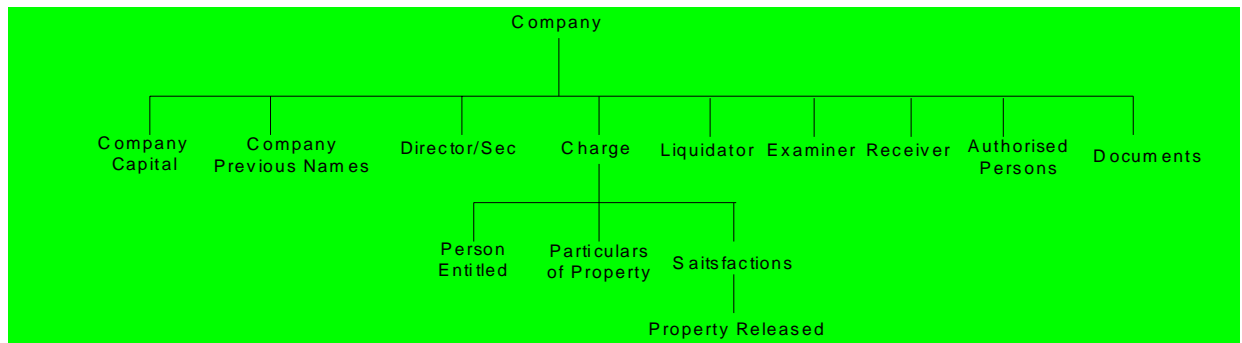 Company
Company
Capital
Company
Previous Names
Director/Sec
Charge
Liquidator
Examiner
Receiver
Authorised
Persons
Documents
Person
Entitled
Particulars
of Property
Saitsfactions
Property Released